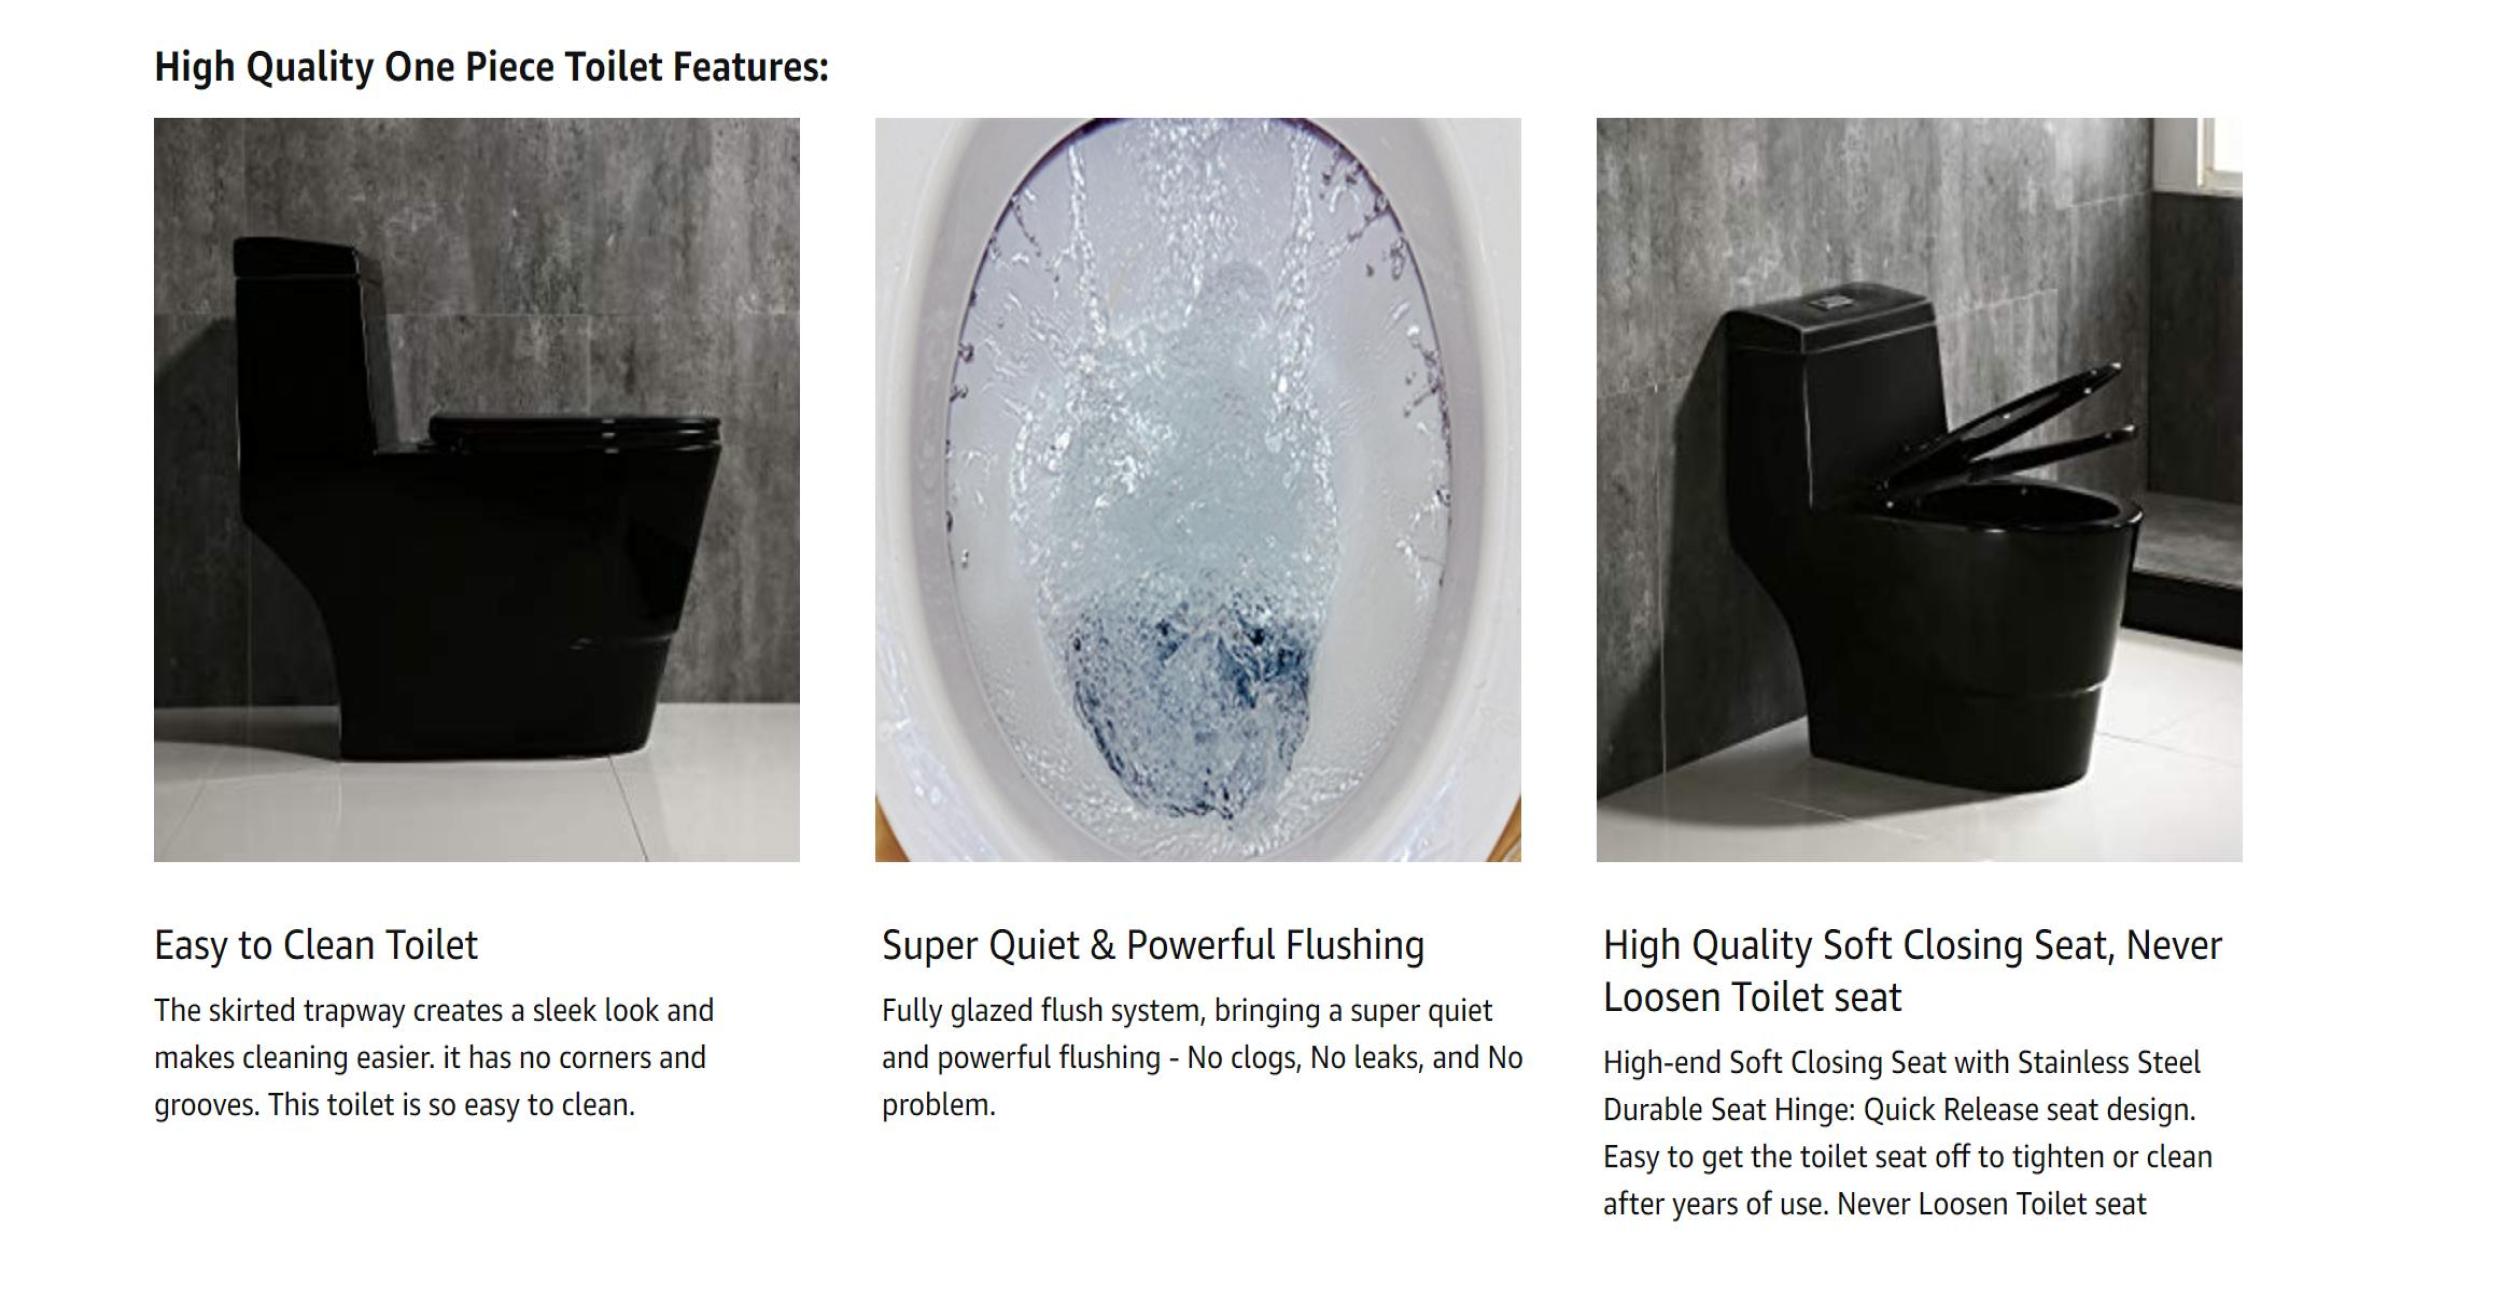 High Quality One Piece Toilet Features:
Easy to Clean Toilet
The skirted trapway creates a sleek look and
makes cleaning easier. it has no corners and
grooves. This toilet is so easy to clean.
Super Quiet & Powerful Flushing
Fully glazed flush system, bringing a super quiet
and powerful flushing - No clogs, No leaks, and No
problem.
High Quality Soft Closing Seat, Never
Loosen Toilet seat
High-end Soft Closing Seat with Stainless Steel
Durable Seat Hinge: Quick Release seat design.
Easy to get the toilet seat off to tighten or clean
after years of use. Never Loosen Toilet seat